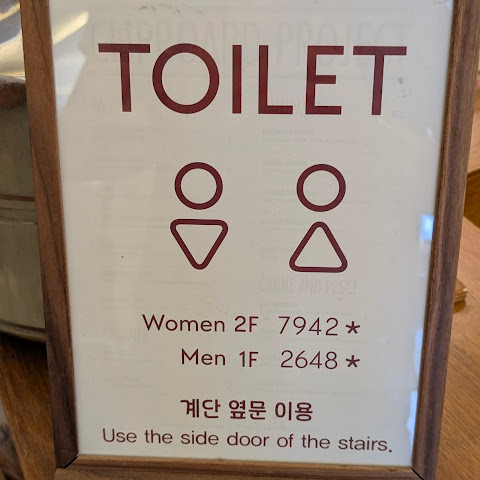 TOILET
Women 2F 7942*
Men 1F 2648*
계단 옆문 이용
Use the side door of the stairs.